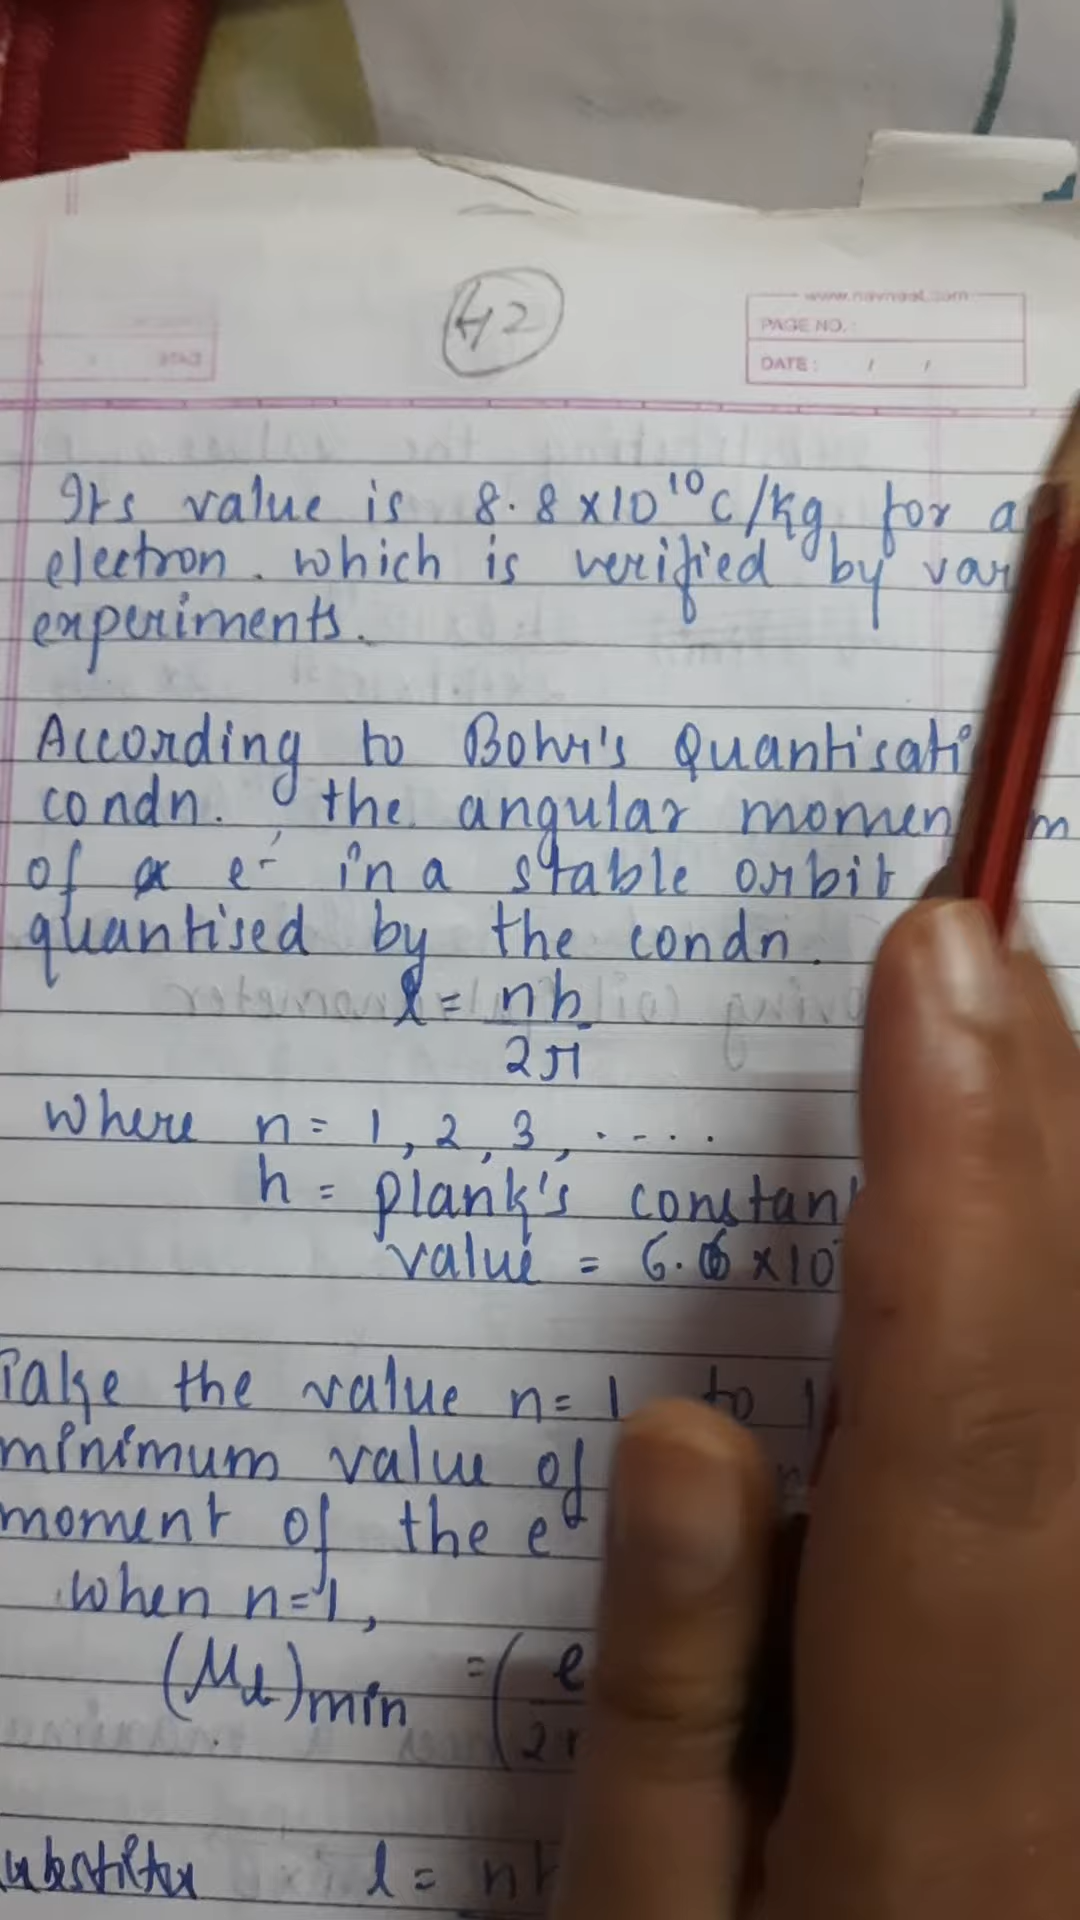 42
www.navneet.com
PAGE NO. :
DATE : / /
Its value is 8.8 x 10¹⁰ C/kg for
electron. which is verified by
experiments.
According to Bohr's Quantisati
condn. the angular momen m
of e⁻ in a stable orbit
quantised by the condn.
l = nh
2π
where n = 1, 2, 3, ....
h = plank's constan
value = 6.6 x 10
Take the value n = 1 to
minimum value of
moment of the e
when n=1,
(μl)min = ( e
2
l = n